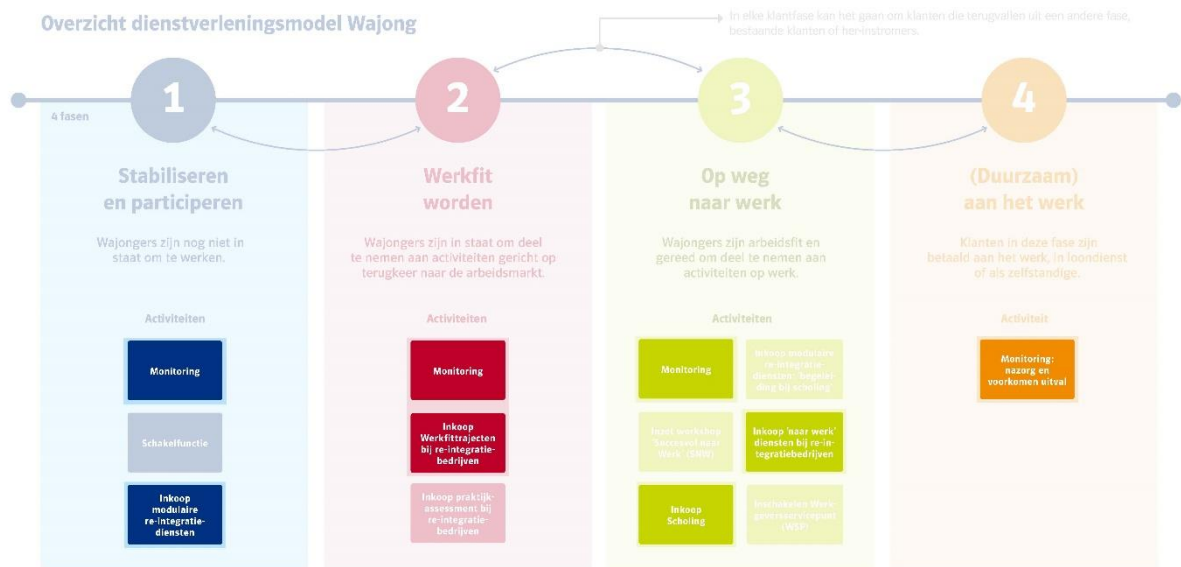 Overzicht dienstverleningsmodel Wajong
In elke klantfase kan het gaan om klanten die terugvallen uit een andere fase,
bestaande klanten of her-instromers.
1
2
3
4
4 fasen
Stabiliseren
en participeren
Wajongers zijn nog niet in
staat om te werken.
Activiteiten
Monitoring
Schakelfunctie
Inkoop
modulaire
re-integratie-
diensten
Werkfit
worden
Wajongers zijn in staat om deel
te nemen aan activiteiten gericht op
terugkeer naar de arbeidsmarkt.
Activiteiten
Monitoring
Inkoop
Werkfittrajecten
bij re-integratie-
bedrijven
Inkoop praktijk-
assessment bij
re-integratie-
bedrijven
Op weg
naar werk
Wajongers zijn arbeidsfit en
gereed om deel te nemen aan
activiteiten op werk.
Activiteiten
Monitoring
Inkoop modulaire
re-integratie-
diensten: begelei-
ding bij scholing
Inzet workshop
'Succesvol naar
Werk' (SNW)
Inkoop 'naar werk'
diensten bij re-in-
tegratiebedrijven
Inkoop
Scholing
Inschakelen Werk-
geversservicepunt
(WSP)
(Duurzaam)
aan het werk
Klanten in deze fase zijn
betaald aan het werk, in loondienst
of als zelfstandige.
Activiteit
Monitoring:
nazorg en
voorkomen uitval